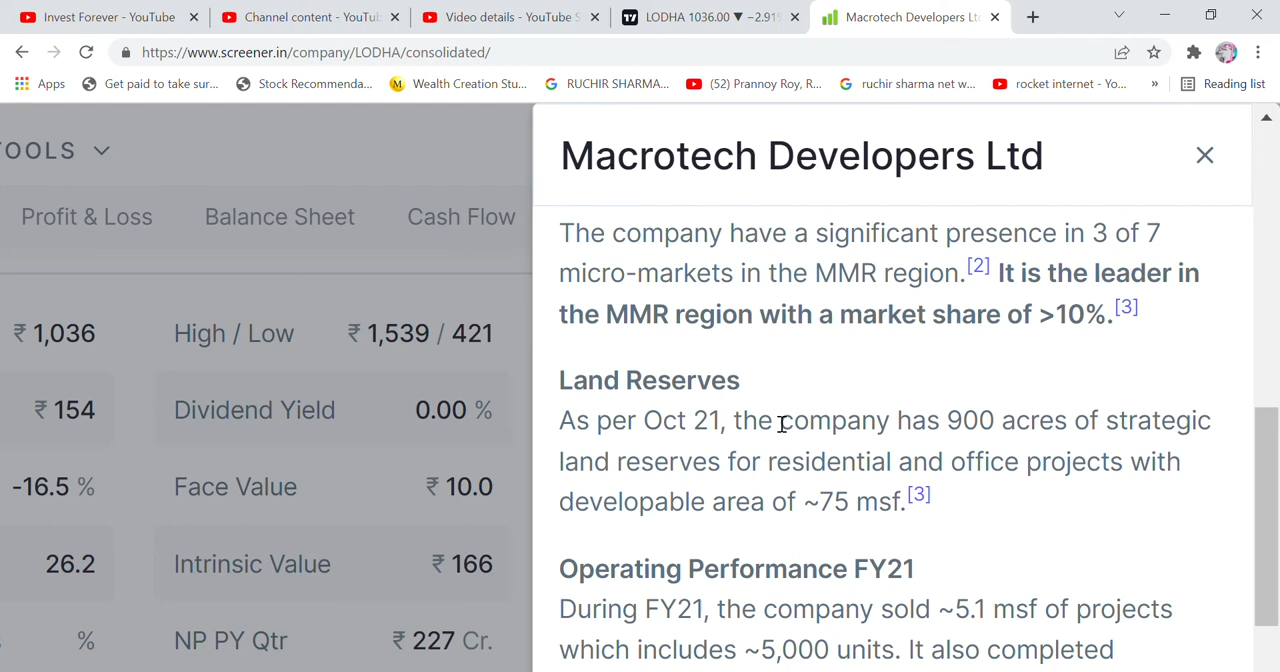 Invest Forever - YouTube
Channel content - YouTu
Video details - YouTube S
LODHA 1036.00 ▼ −2.91%
Macrotech Developers Lt
https://www.screener.in/company/LODHA/consolidated/
Apps
Get paid to take sur...
Stock Recommenda...
Wealth Creation Stu...
RUCHIR SHARMA...
(52) Prannoy Roy, R...
ruchir sharma net w...
rocket internet - Yo...
»
Reading list
TOOLS
Profit & Loss
Balance Sheet
Cash Flow
₹ 1,036
High / Low
₹ 1,539 / 421
₹ 154
Dividend Yield
0.00 %
-16.5 %
Face Value
₹ 10.0
26.2
Intrinsic Value
₹ 166
%
NP PY Qtr
₹ 227 Cr.
Macrotech Developers Ltd
The company have a significant presence in 3 of 7
micro-markets in the MMR region.[2] It is the leader in
the MMR region with a market share of >10%.[3]
Land Reserves
As per Oct 21, the company has 900 acres of strategic
land reserves for residential and office projects with
developable area of ~75 msf.[3]
Operating Performance FY21
During FY21, the company sold ~5.1 msf of projects
which includes ~5,000 units. It also completed